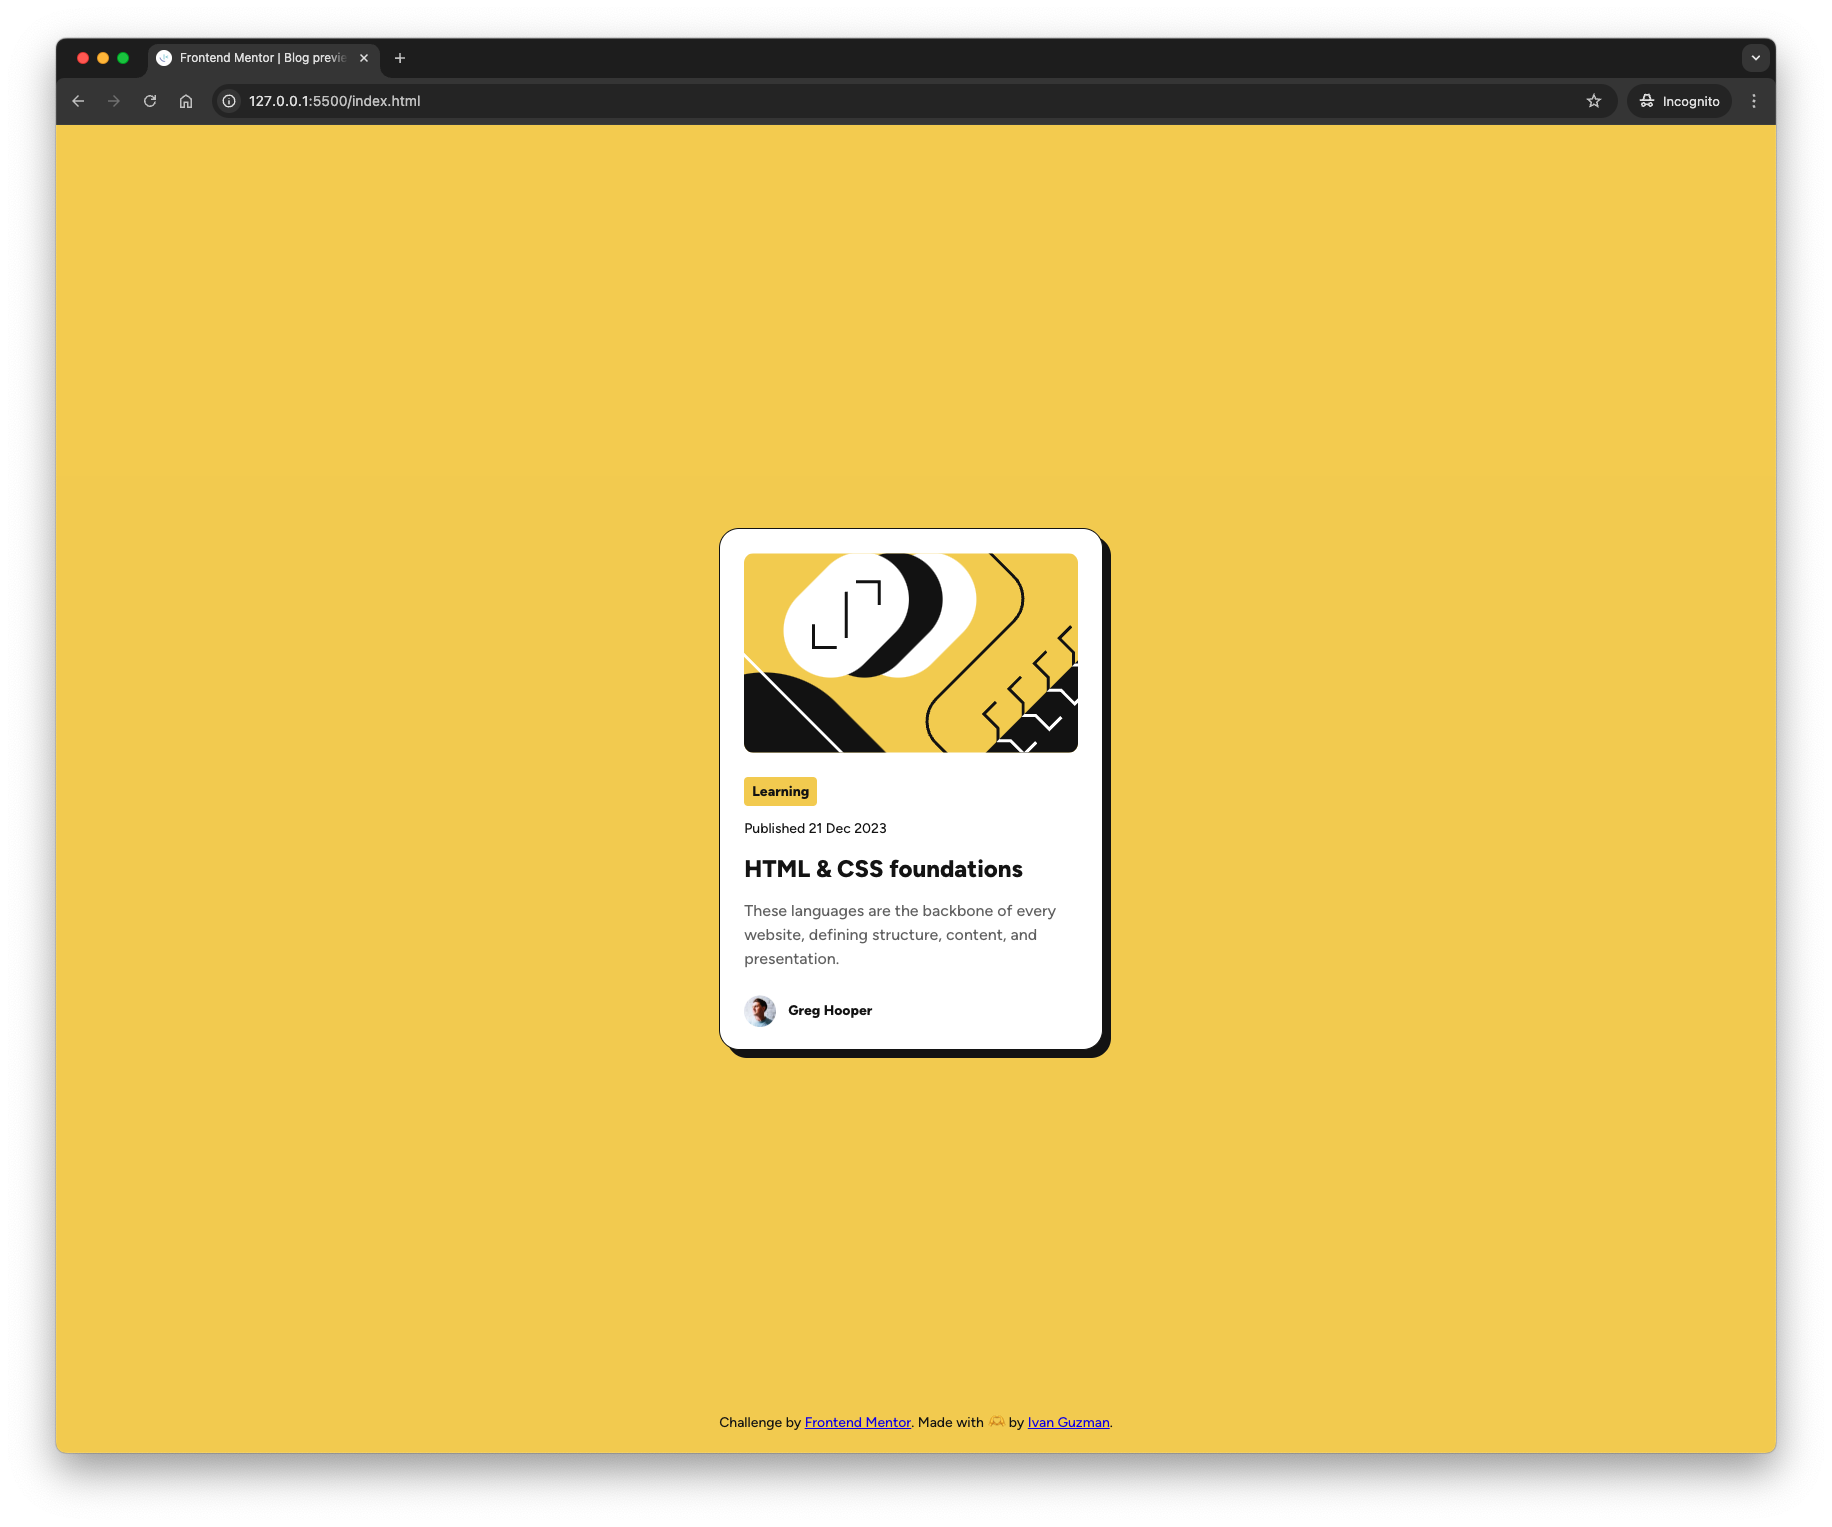 Frontend Mentor | Blog previe
127.0.0.1:5500/index.html
Incognito
Learning
Published 21 Dec 2023
HTML & CSS foundations
These languages are the backbone of every
website, defining structure, content, and
presentation.
Greg Hooper
Challenge by Frontend Mentor. Made with 🫶 by Ivan Guzman.